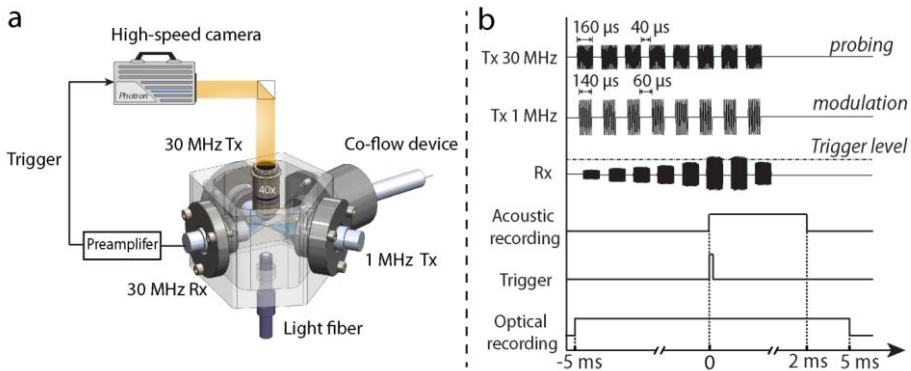 a
High-speed camera
Photron
Trigger
30 MHz Tx
Co-flow device
40x
Preamplifer
30 MHz Rx
1 MHz Tx
Light fiber
b
160 µs
40 µs
Tx 30 MHz
probing
140 µs
60 µs
Tx 1 MHz
modulation
Trigger level
Rx
Acoustic
recording
Trigger
Optical
recording
-5 ms
0
2 ms
5 ms